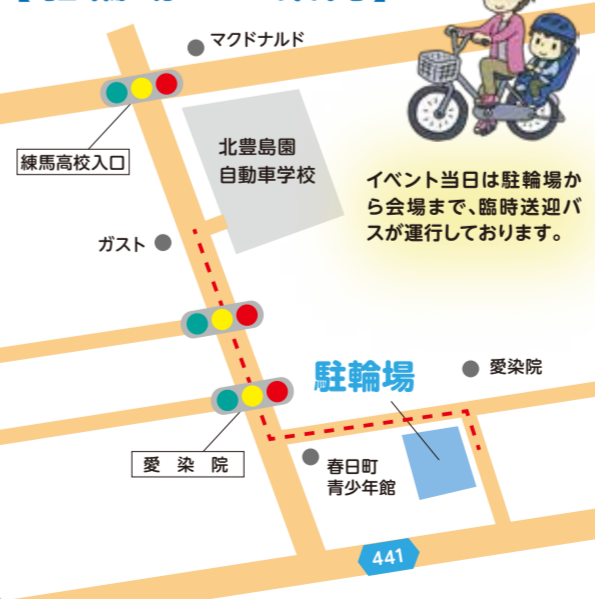 マクドナルド
練馬高校入口
北豊島園
自動車学校
イベント当日は駐輪場か
ら会場まで、臨時送迎バ
スが運行しております。
ガスト
駐輪場
愛染院
愛染院
春日町
青少年館
441